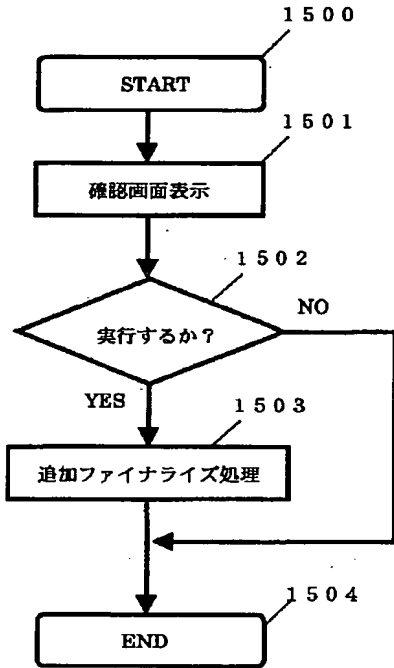 １５００
START
１５０１
確認画面表示
１５０２
実行するか？
NO
YES
１５０３
追加ファイナライズ処理
１５０４
END